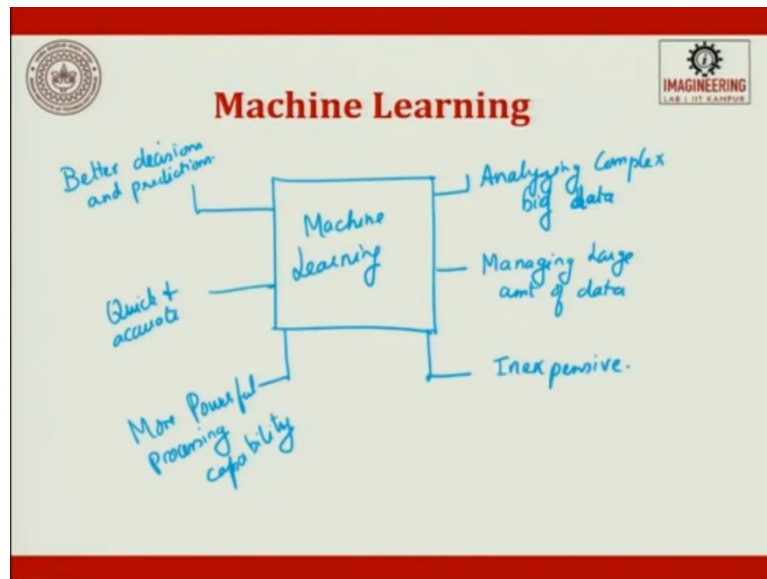 IMAGINEERING
LAB | IIT KANPUR
Machine Learning
Better decisions
and prediction.
Quick &
accurate
More Powerful
processing
capability
Machine
Learning
Analyzing Complex
big data
Managing Large
amt of data
Inexpensive.